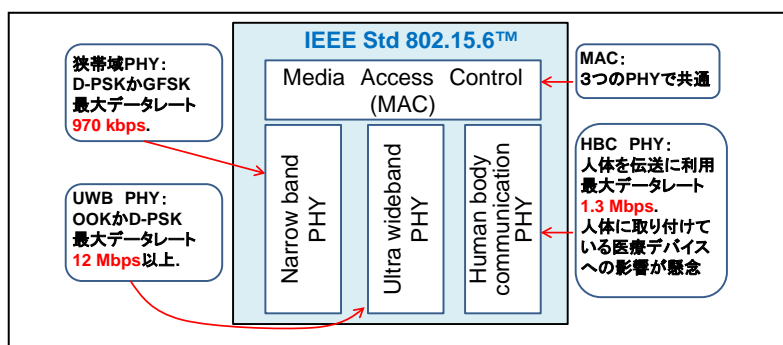 IEEE Std 802.15.6™
Media Access Control
(MAC)
Narrow band
PHY
Ultra wideband
PHY
Human body
communication
PHY
狭帯域PHY：
D-PSKかGFSK
最大データレート
970 kbps.
UWB PHY：
OOKかD-PSK
最大データレート
12 Mbps以上.
MAC：
３つのPHYで共通
HBC PHY：
人体を伝送に利用
最大データレート
1.3 Mbps.
人体に取り付けて
いる医療デバイス
への影響が懸念